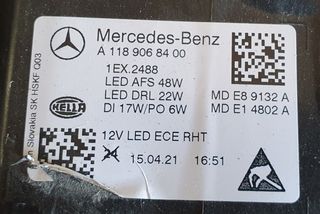 Mercedes-Benz
A 118 906 84 00
1EX.2488
LED AFS 48W
LED DRL 22W
DI 17W/PO 6W
MD E8 9132 A
MD E1 4802 A
HELLA
12V LED ECE RHT
15.04.21 16:51
Slovakia SK HSKF Q03